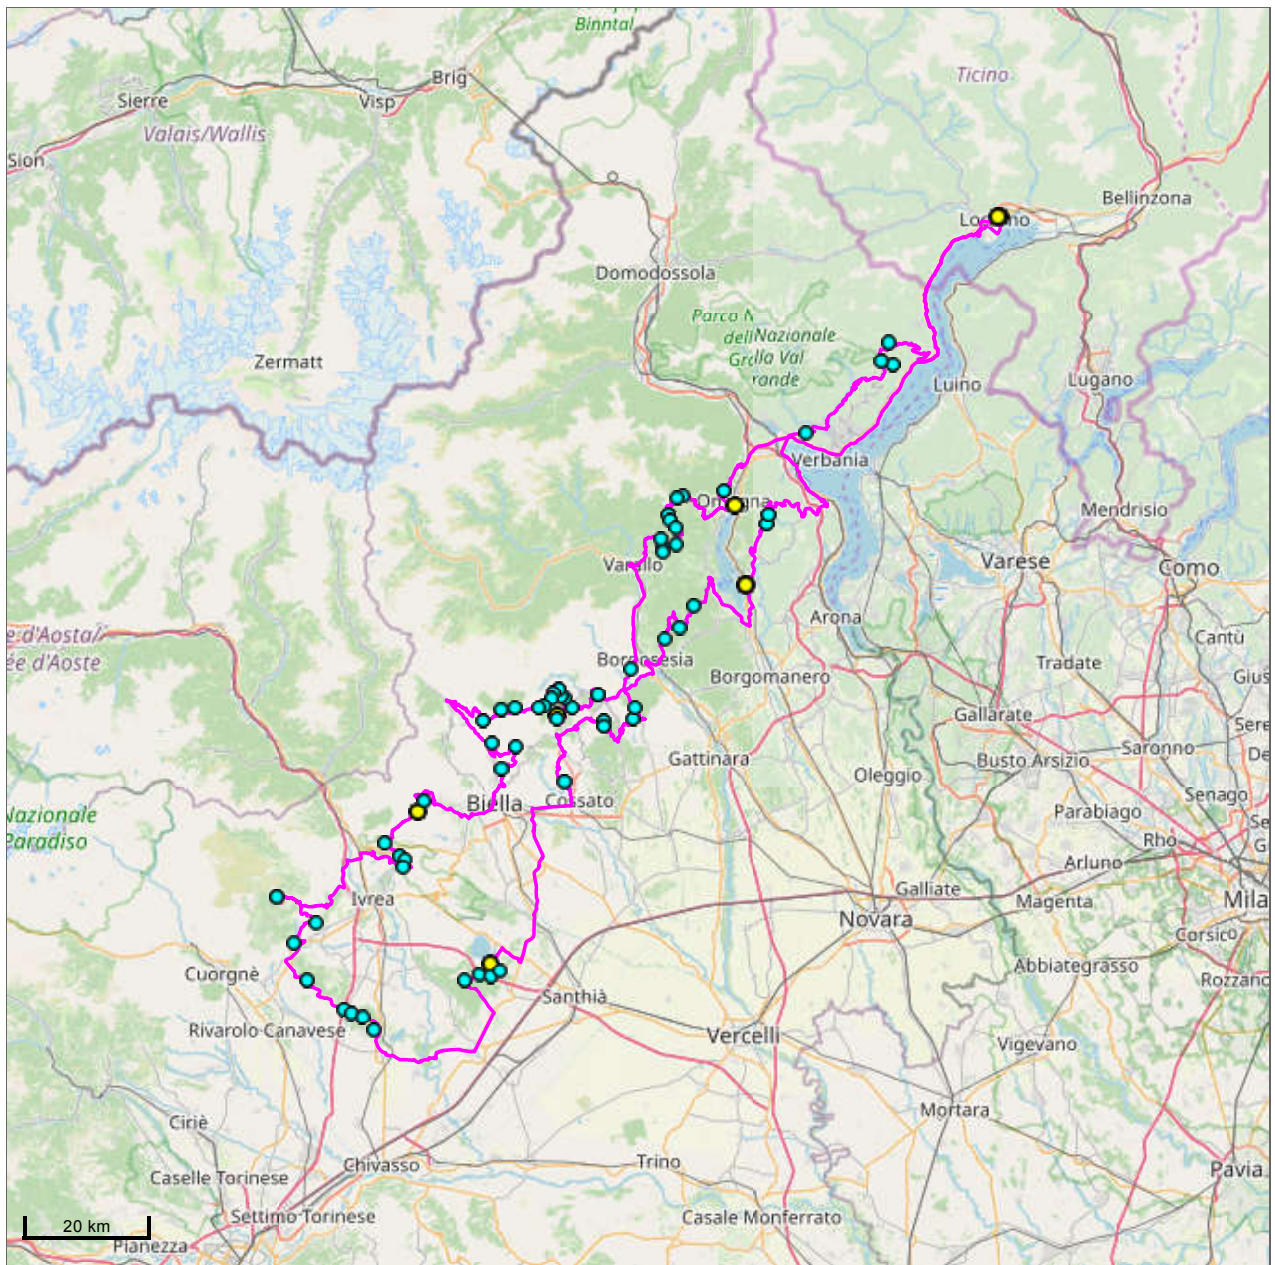 Binntal
Ticino
Brig
Sierre
Visp
Valais/Wallis
Sion
Bellinzona
Domodossola
Nazionale
Zermatt
Luino
Lugano
Verbania
Mendrisio
Varese
Como
Arona
Cantù
e d'Aosta/
ée d'Aoste
Tradate
Borgomanero
Gallarate
Saronno
Gattinara
Busto Arsizio
Oleggio
Senago
Biella
Cossato
Parabiago
Nazionale
Paradiso
Rho
Arluno
Galliate
Ivrea
Magenta
Novara
Corsico
Abbiategrasso
Cuorgnè
Rozzano
Santhià
Rivarolo Canavese
Vercelli
Vigevano
Mortara
Ciriè
Trino
Chivasso
Pavia
Caselle Torinese
Settimo Torinese
Casale Monferrato
20 km
Pianezza